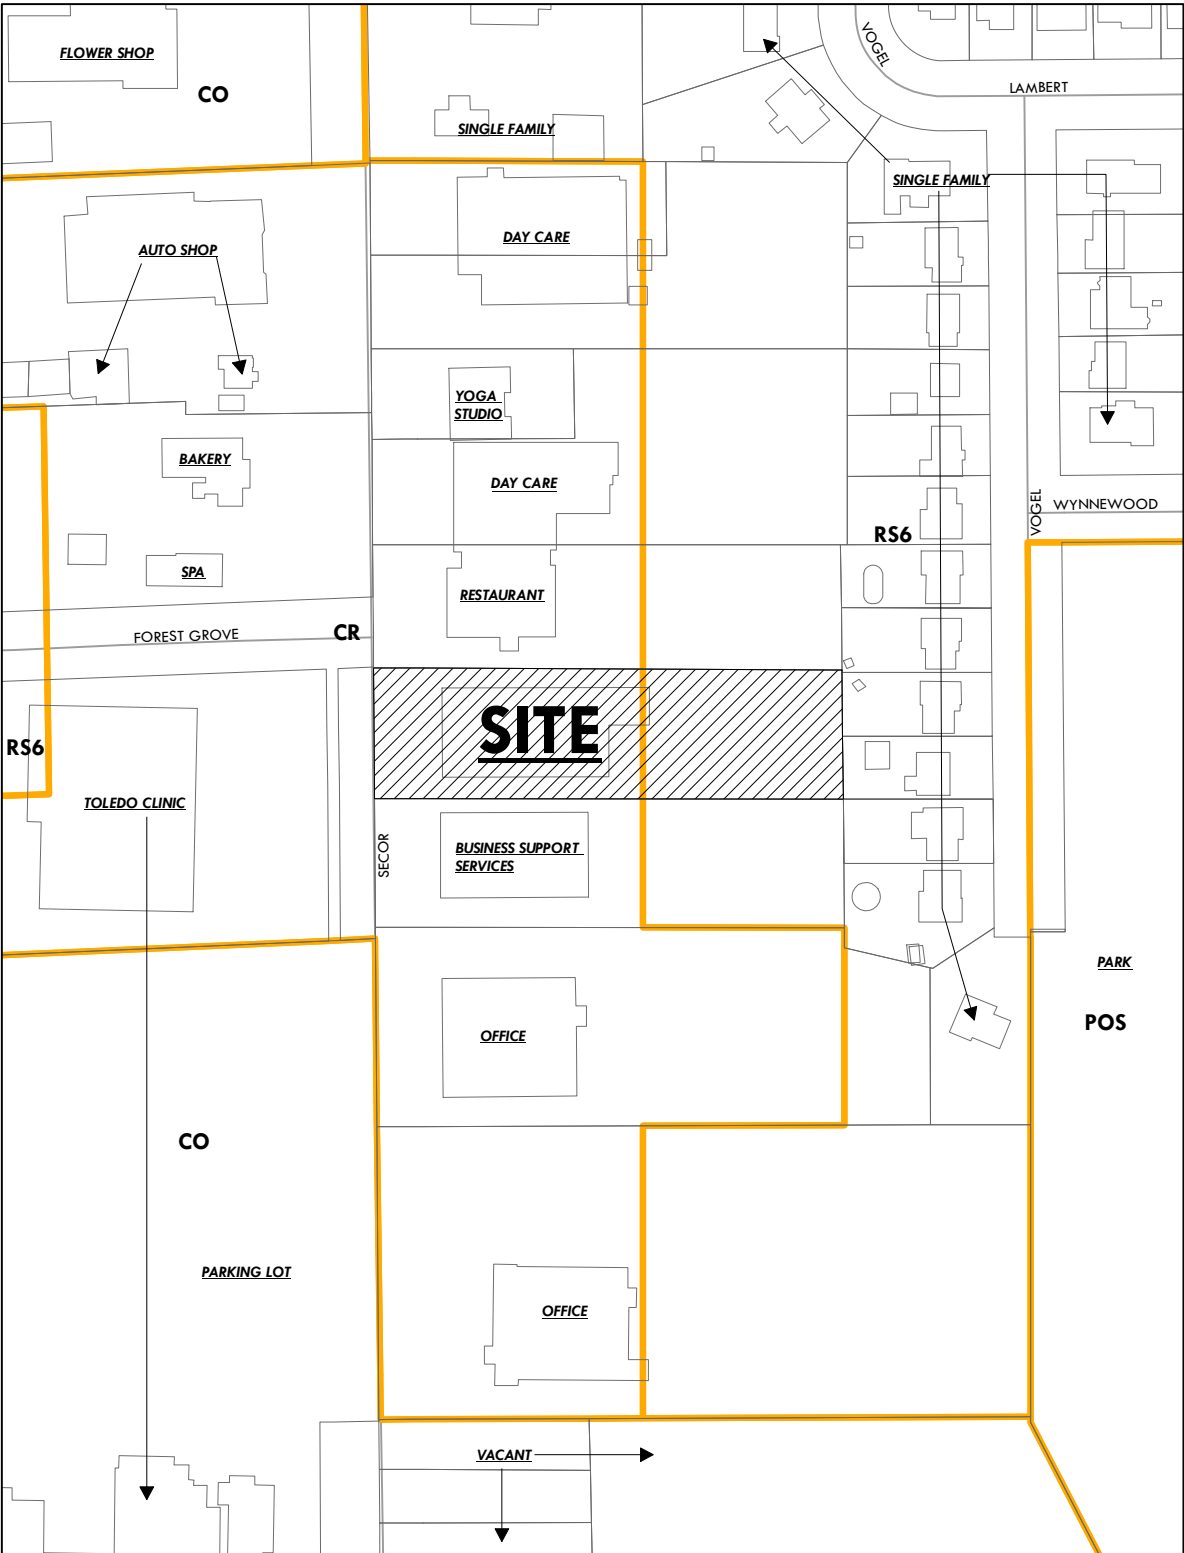 FLOWER SHOP
CO
VOGEL
LAMBERT
SINGLE FAMILY
SINGLE FAMILY
DAY CARE
AUTO SHOP
YOGA
STUDIO
BAKERY
DAY CARE
VOGEL
WYNNEWOOD
RS6
SPA
RESTAURANT
FOREST GROVE
CR
SITE
RS6
TOLEDO CLINIC
SECOR
BUSINESS SUPPORT
SERVICES
PARK
POS
OFFICE
CO
PARKING LOT
OFFICE
VACANT